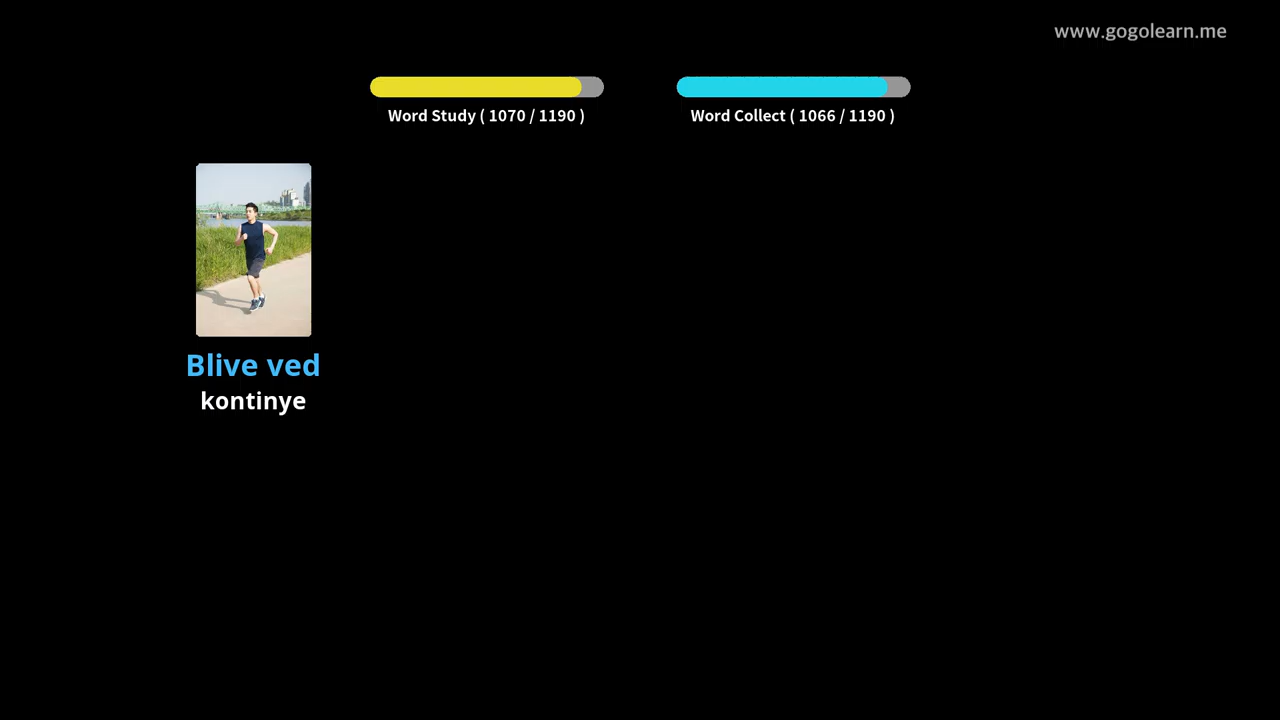 www.gogolearn.me
Word Study ( 1070 / 1190 )
Word Collect ( 1066 / 1190 )
Blive ved
kontinye